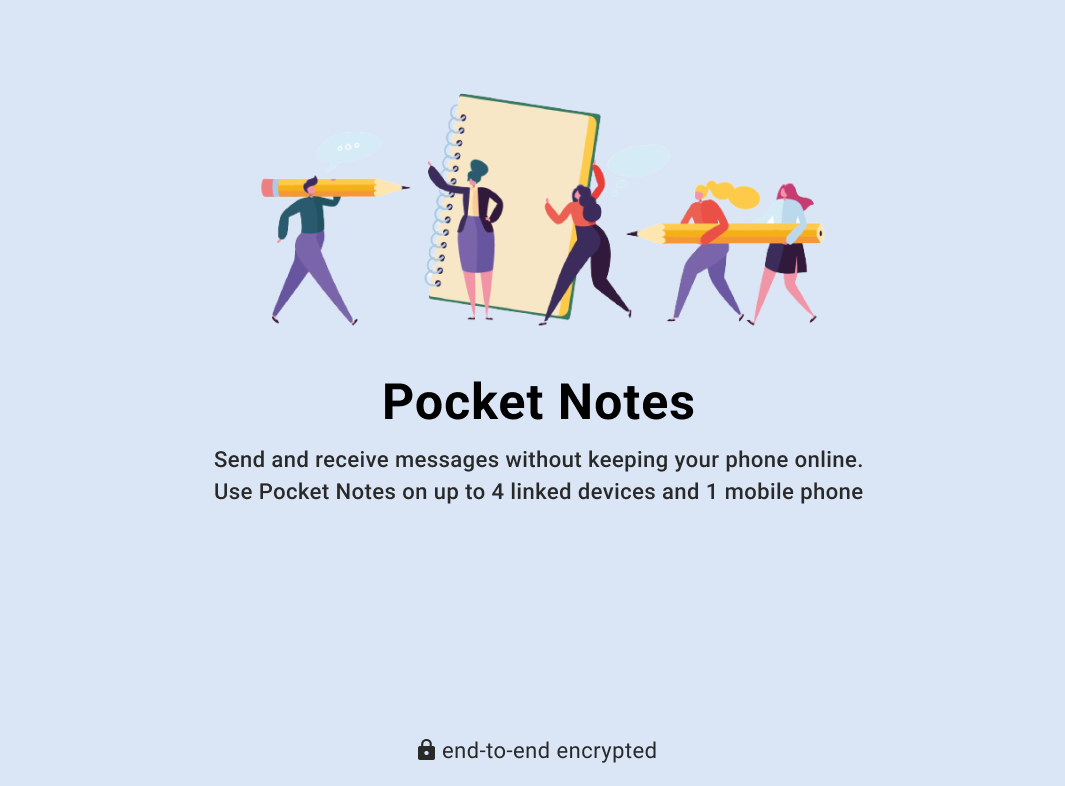 Pocket Notes
Send and receive messages without keeping your phone online.
Use Pocket Notes on up to 4 linked devices and 1 mobile phone
end-to-end encrypted